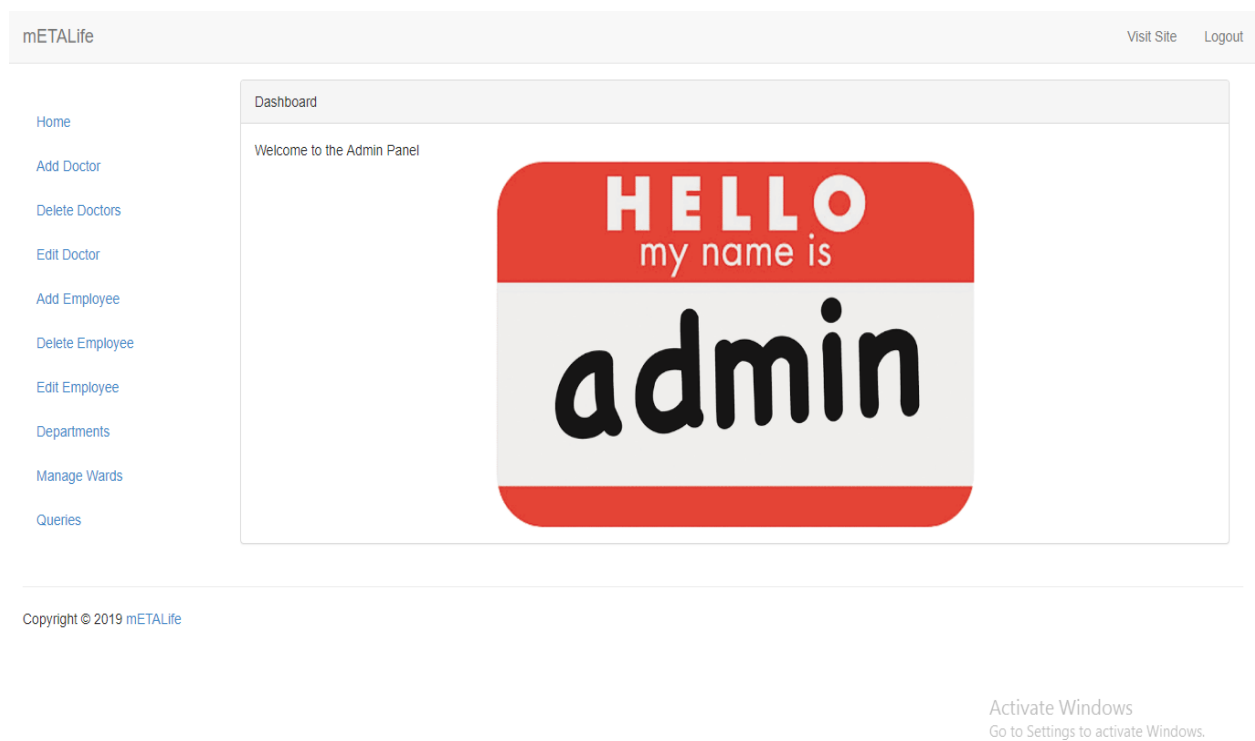 mETALife
Visit Site Logout
Home
Add Doctor
Delete Doctors
Edit Doctor
Add Employee
Delete Employee
Edit Employee
Departments
Manage Wards
Queries
Dashboard
Welcome to the Admin Panel
HELLO
my name is
admin
Copyright © 2019 mETALife
Activate Windows
Go to Settings to activate Windows.